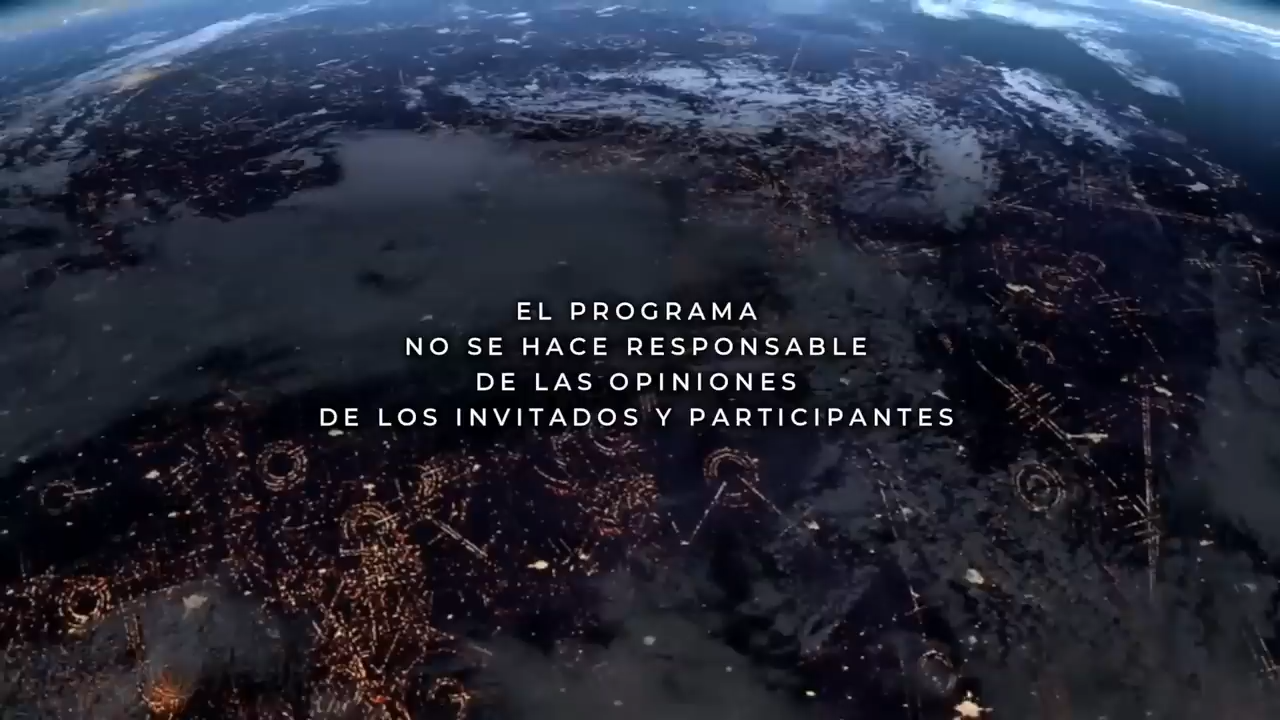 EL PROGRAMA
NO SE HACE RESPONSABLE
DE LAS OPINIONES
DE LOS INVITADOS Y PARTICIPANTES